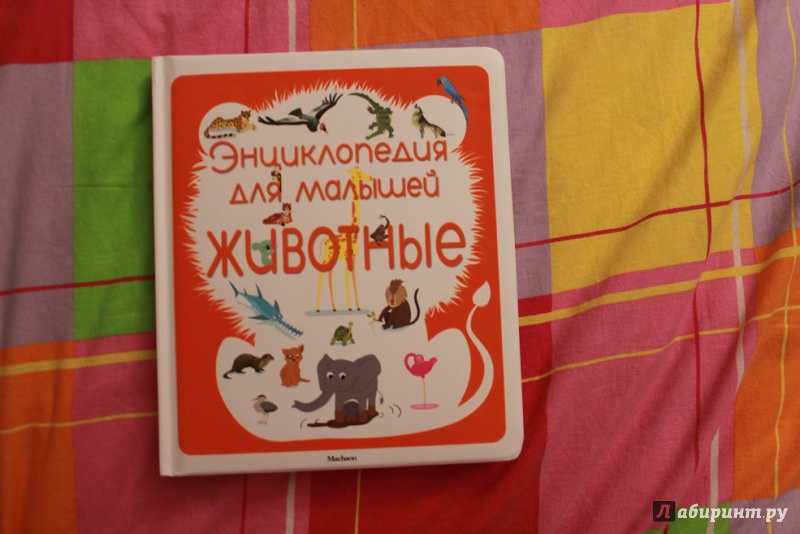 Энциклопедия
для малышей
животные
Machaon
Лабиринт.ру